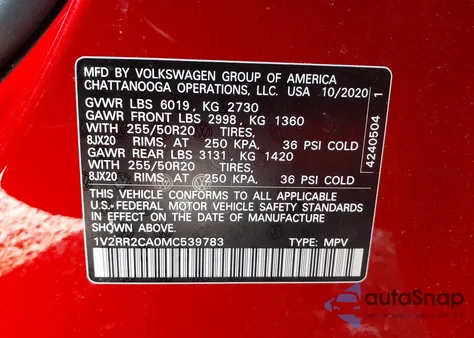 MFD BY VOLKSWAGEN GROUP OF AMERICA
CHATTANOOGA OPERATIONS, LLC. USA 10/2020
GVWR LBS 6019, KG 2730
GAWR FRONT LBS 2998, KG 1360
WITH 255/50R20 TIRES,
8JX20 RIMS, AT 250 KPA, 36 PSI COLD
GAWR REAR LBS 3131, KG 1420
WITH 255/50R20 TIRES,
8JX20 RIMS, AT 250 KPA, 36 PSI COLD
THIS VEHICLE CONFORMS TO ALL APPLICABLE
U.S.-FEDERAL MOTOR VEHICLE SAFETY STANDARDS
IN EFFECT ON THE DATE OF MANUFACTURE
SHOWN ABOVE.
1V2RR2CA0MC539783 TYPE: MPV
4240504 1
autoSnap